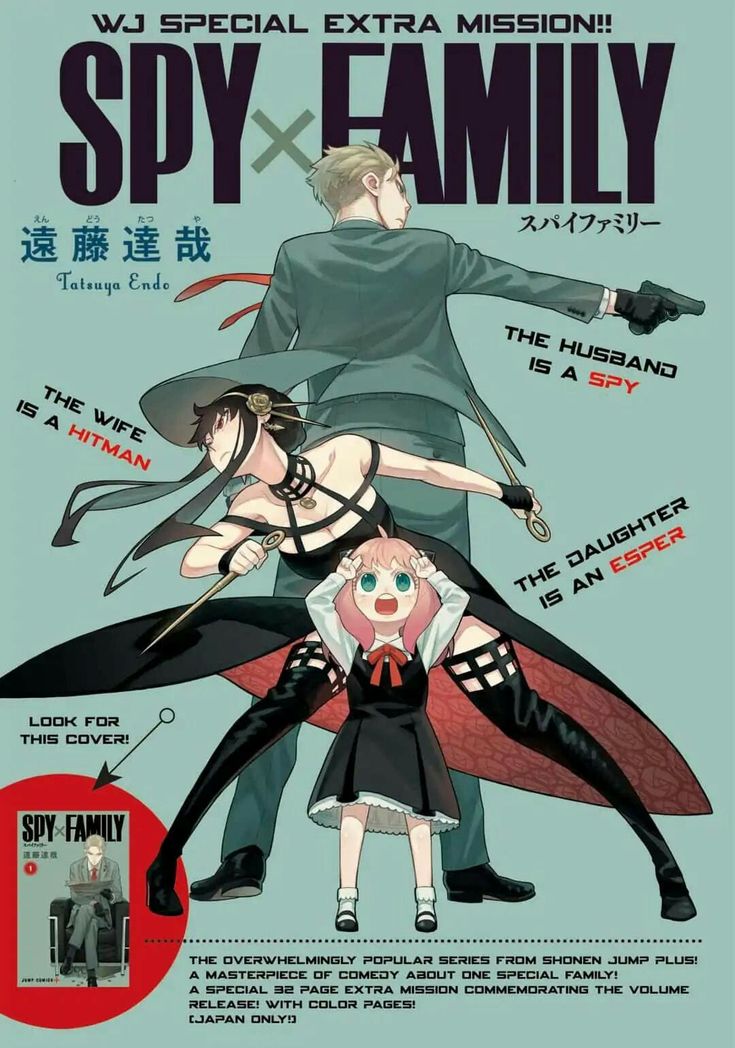 WJ SPECIAL EXTRA MISSION!!
SPY×FAMILY
スパイファミリー
えん どう たつ や
遠藤達哉
Tatsuya Endo
THE HUSBAND
IS A SPY
THE WIFE
IS A HITMAN
THE DAUGHTER
IS AN ESPER
LOOK FOR
THIS COVER!
SPY×FAMILY
スパイファミリー
遠藤達哉
1
JUMP COMICS+
THE OVERWHELMINGLY POPULAR SERIES FROM SHONEN JUMP PLUS!
A MASTERPIECE OF COMEDY ABOUT ONE SPECIAL FAMILY!
A SPECIAL 32 PAGE EXTRA MISSION COMMEMORATING THE VOLUME
RELEASE! WITH COLOR PAGES!
(JAPAN ONLY!)